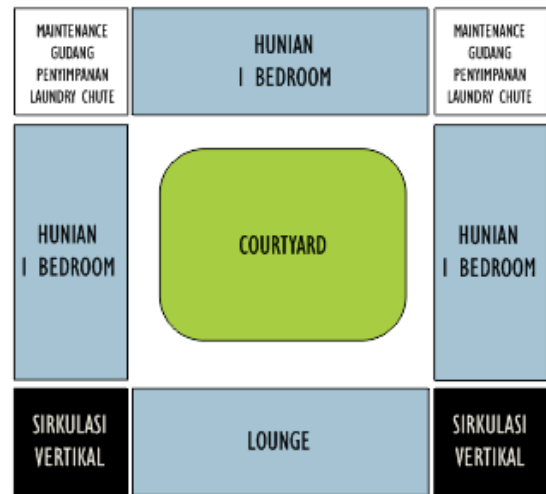 MAINTENANCE
GUDANG
PENYIMPANAN
LAUNDRY CHUTE
HUNIAN
1 BEDROOM
MAINTENANCE
GUDANG
PENYIMPANAN
LAUNDRY CHUTE
HUNIAN
1 BEDROOM
COURTYARD
HUNIAN
1 BEDROOM
SIRKULASI
VERTIKAL
LOUNGE
SIRKULASI
VERTIKAL